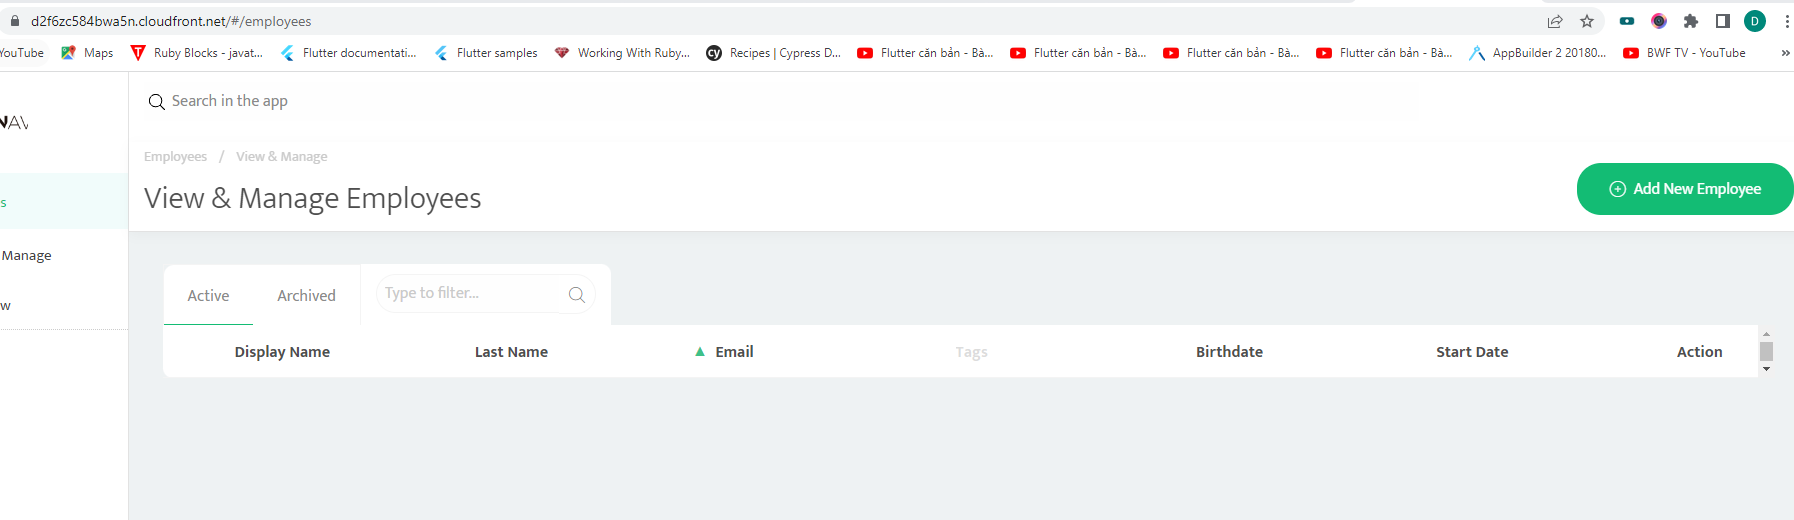 d2f6zc584bwa5n.cloudfront.net/#/employees
D
YouTube Maps Ruby Blocks - javat... Flutter documentati... Flutter samples Working With Ruby... cy Recipes | Cypress D... Flutter căn bản - Bà... Flutter căn bản - Bà... Flutter căn bản - Bà... Flutter căn bản - Bà... AppBuilder 2 20180... BWF TV - YouTube »
Search in the app
NAV
Employees / View & Manage
View & Manage Employees
Add New Employee
s
Manage
w
Active Archived Type to filter...
Display Name Last Name ▲ Email Tags Birthdate Start Date Action